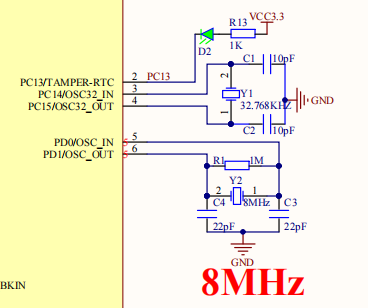 VCC3.3
R13
D2
1K
C1
10pF
PC13/TAMPER-RTC
2
PC13
PC14/OSC32_IN
3
PC15/OSC32_OUT
4
2
Y1
32.768KHZ
1
GND
C2
10pF
PD0/OSC_IN
5
PD1/OSC_OUT
6
R1
1M
Y2
2
1
C4
8MHz
C3
22pF
22pF
GND
8MHz
BKIN